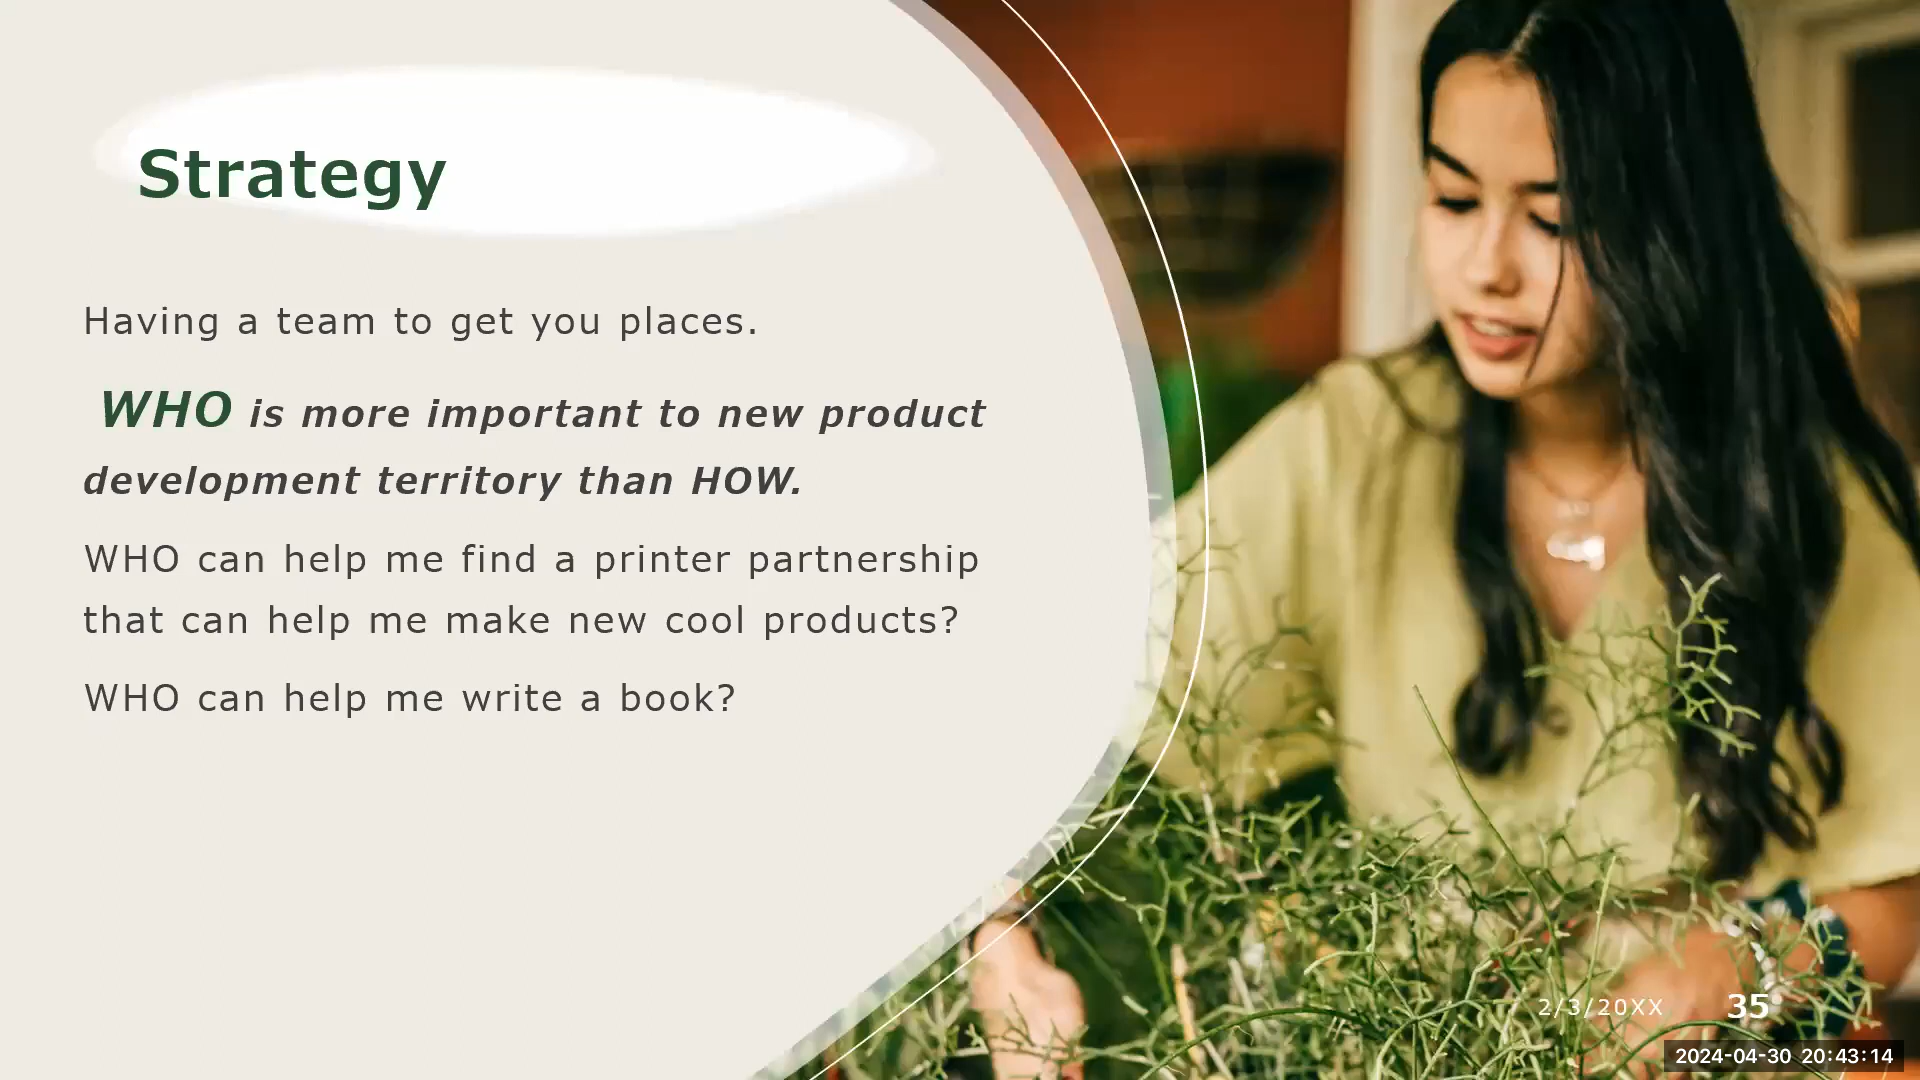 Strategy
Having a team to get you places.
WHO is more important to new product
development territory than HOW.
WHO can help me find a printer partnership
that can help me make new cool products?
WHO can help me write a book?
2/3/20XX 35
2024-04-30 20:43:14